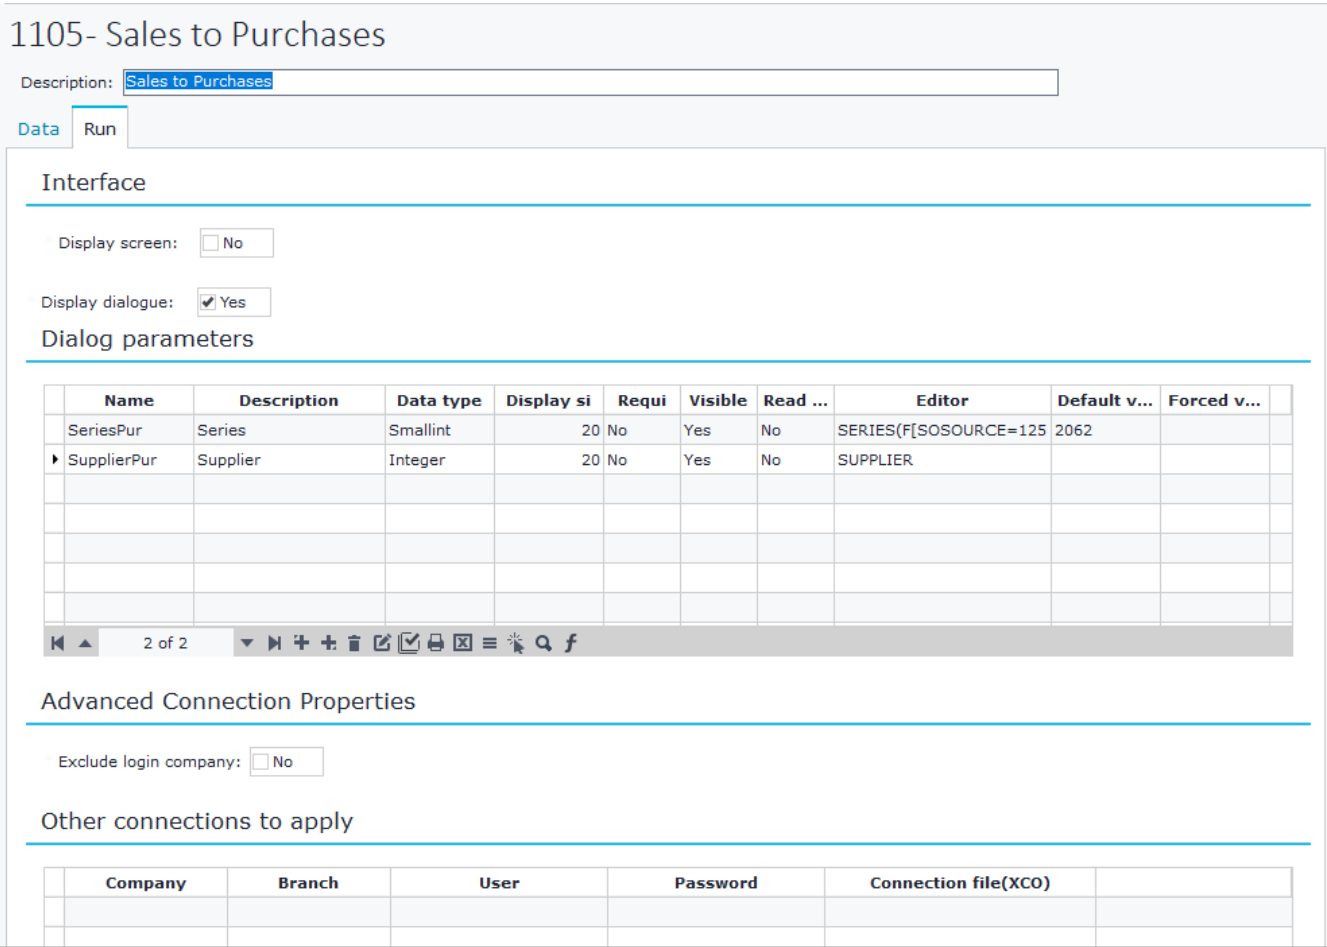 1105- Sales to Purchases
Description: Sales to Purchases
Data Run
Interface
Display screen: No
Display dialogue: Yes
Dialog parameters
Name Description Data type Display si Requi Visible Read ... Editor Default v... Forced v...
SeriesPur Series Smallint 20 No Yes No SERIES(F[SOSOURCE=125 2062
SupplierPur Supplier Integer 20 No Yes No SUPPLIER
2 of 2
Advanced Connection Properties
Exclude login company: No
Other connections to apply
Company Branch User Password Connection file(XCO)